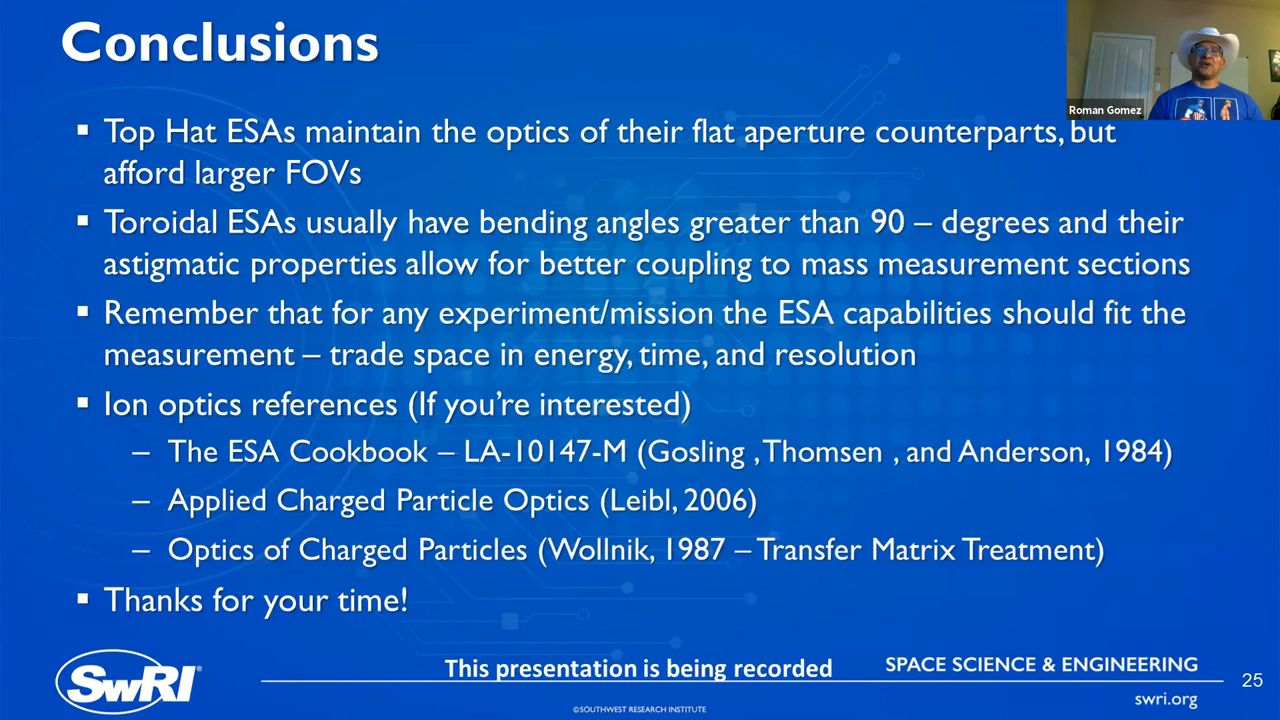 Conclusions
Roman Gomez
▪ Top Hat ESAs maintain the optics of their flat aperture counterparts, but
afford larger FOVs
▪ Toroidal ESAs usually have bending angles greater than 90 – degrees and their
astigmatic properties allow for better coupling to mass measurement sections
▪ Remember that for any experiment/mission the ESA capabilities should fit the
measurement – trade space in energy, time, and resolution
▪ Ion optics references (If you're interested)
– The ESA Cookbook – LA-10147-M (Gosling , Thomsen , and Anderson, 1984)
– Applied Charged Particle Optics (Leibl, 2006)
– Optics of Charged Particles (Wollnik, 1987 – Transfer Matrix Treatment)
▪ Thanks for your time!
SwRI®
This presentation is being recorded
SPACE SCIENCE & ENGINEERING
25
swri.org
©SOUTHWEST RESEARCH INSTITUTE